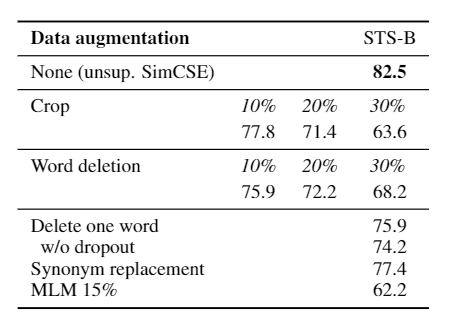 Data augmentation STS-B
None (unsup. SimCSE) 82.5
Crop 10% 20% 30%
77.8 71.4 63.6
Word deletion 10% 20% 30%
75.9 72.2 68.2
Delete one word 75.9
w/o dropout 74.2
Synonym replacement 77.4
MLM 15% 62.2